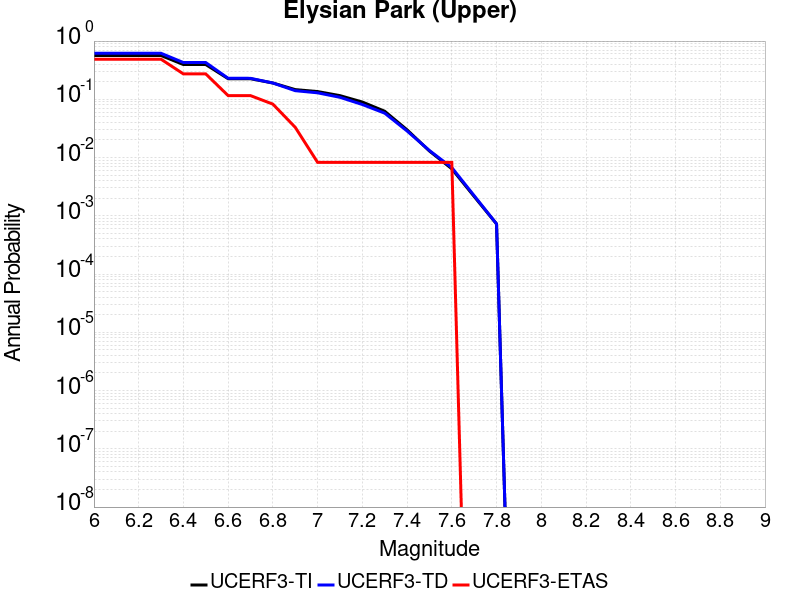 Elysian Park (Upper)
10^0
10^-1
10^-2
10^-3
10^-4
10^-5
10^-6
10^-7
10^-8
Annual Probability
6 6.2 6.4 6.6 6.8 7 7.2 7.4 7.6 7.8 8 8.2 8.4 8.6 8.8 9
Magnitude
UCERF3-TI UCERF3-TD UCERF3-ETAS